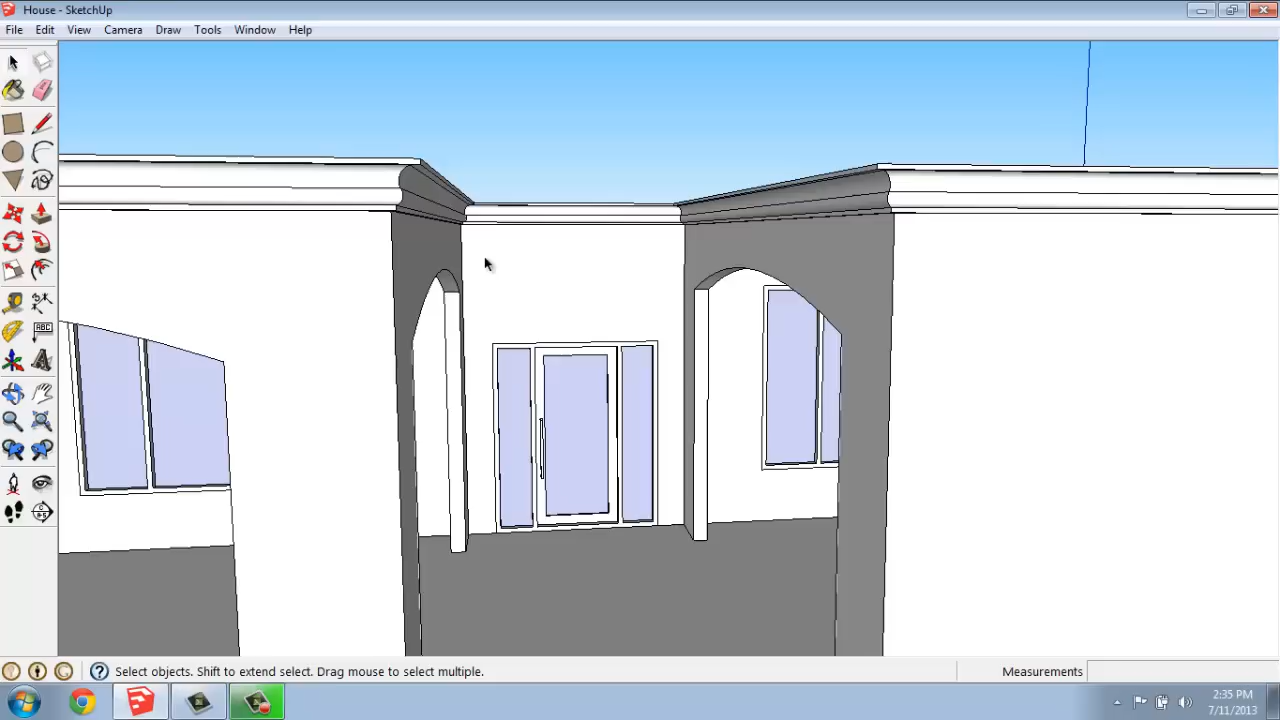 House - SketchUp
File Edit View Camera Draw Tools Window Help
ABC
Select objects. Shift to extend select. Drag mouse to select multiple.
Measurements
2:35 PM
7/11/2013